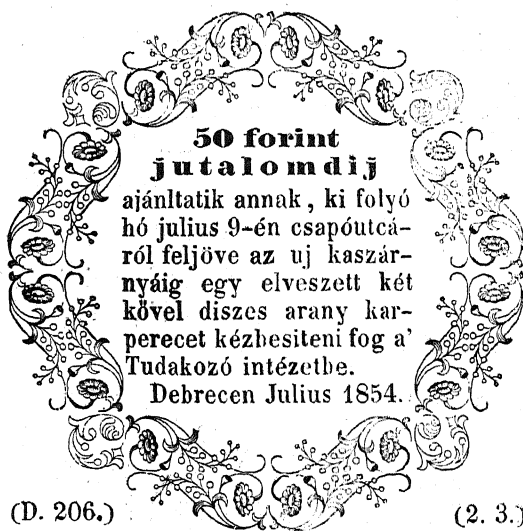 50 forint
jutalomdij
ajánltatik annak, ki folyó
hó julius 9-én csapóutcá-
ról feljöve az uj kaszár-
nyáig egy elveszett két
kővel diszes arany kar-
perecet kézbesiteni fog a'
Tudakozó intézetbe.
Debrecen Julius 1854.
(D. 206.) (2. 3.)